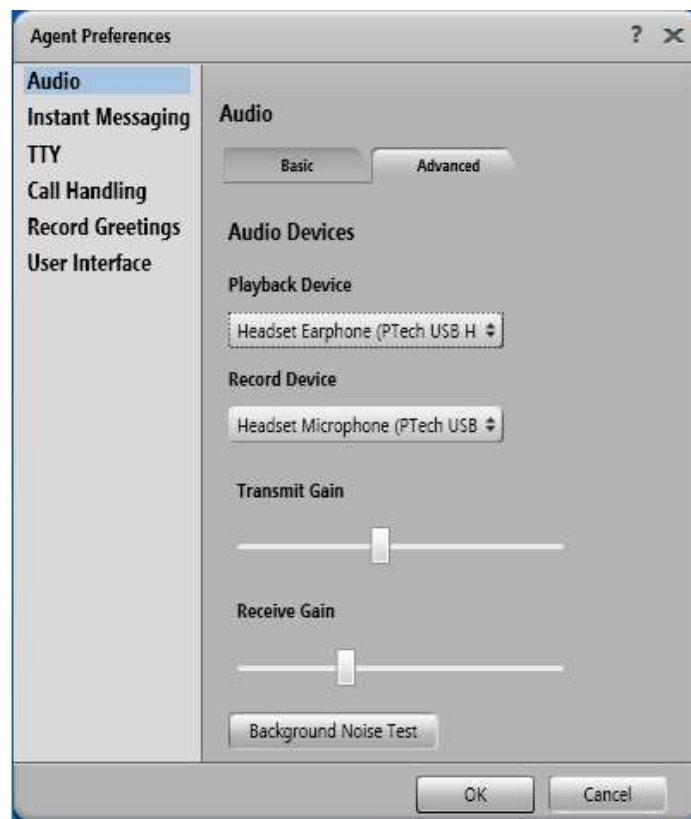 Agent Preferences
?
Audio
Instant Messaging
TTY
Call Handling
Record Greetings
User Interface
Audio
Basic
Advanced
Audio Devices
Playback Device
Headset Earphone (PTech USB H
Record Device
Headset Microphone (PTech USB
Transmit Gain
Receive Gain
Background Noise Test
OK
Cancel